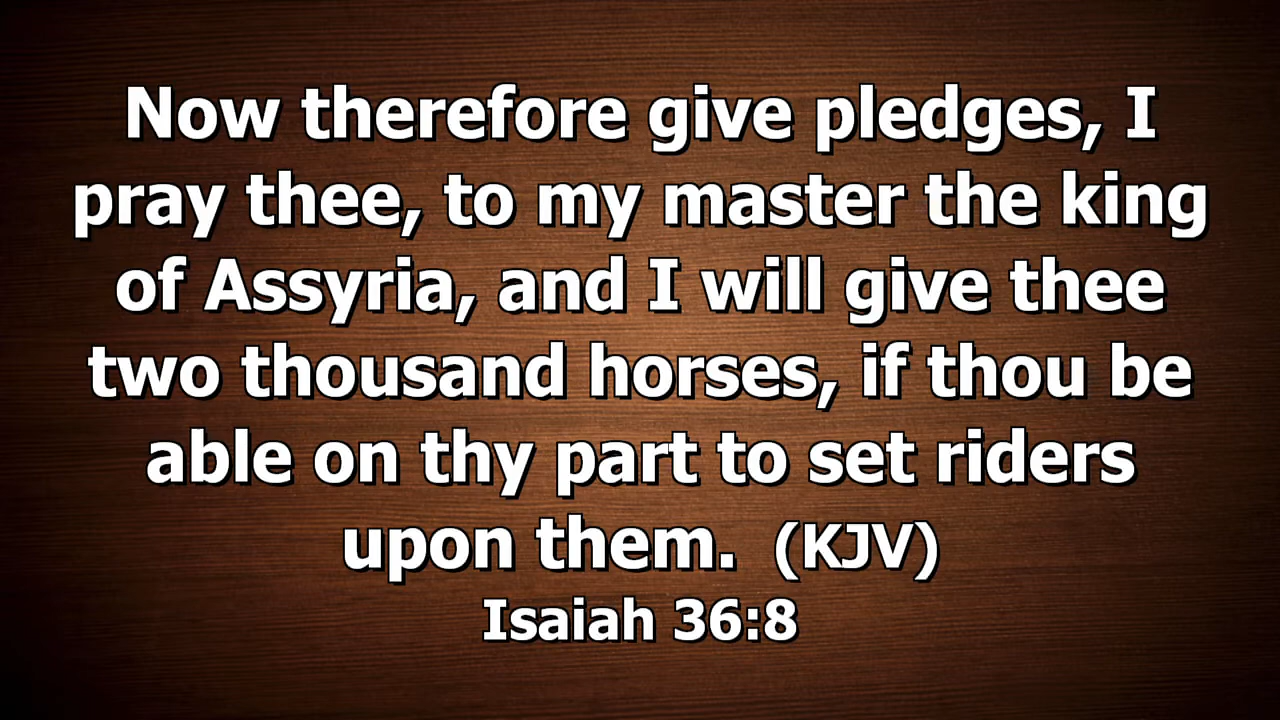 Now therefore give pledges, I
pray thee, to my master the king
of Assyria, and I will give thee
two thousand horses, if thou be
able on thy part to set riders
upon them. (KJV)
Isaiah 36:8